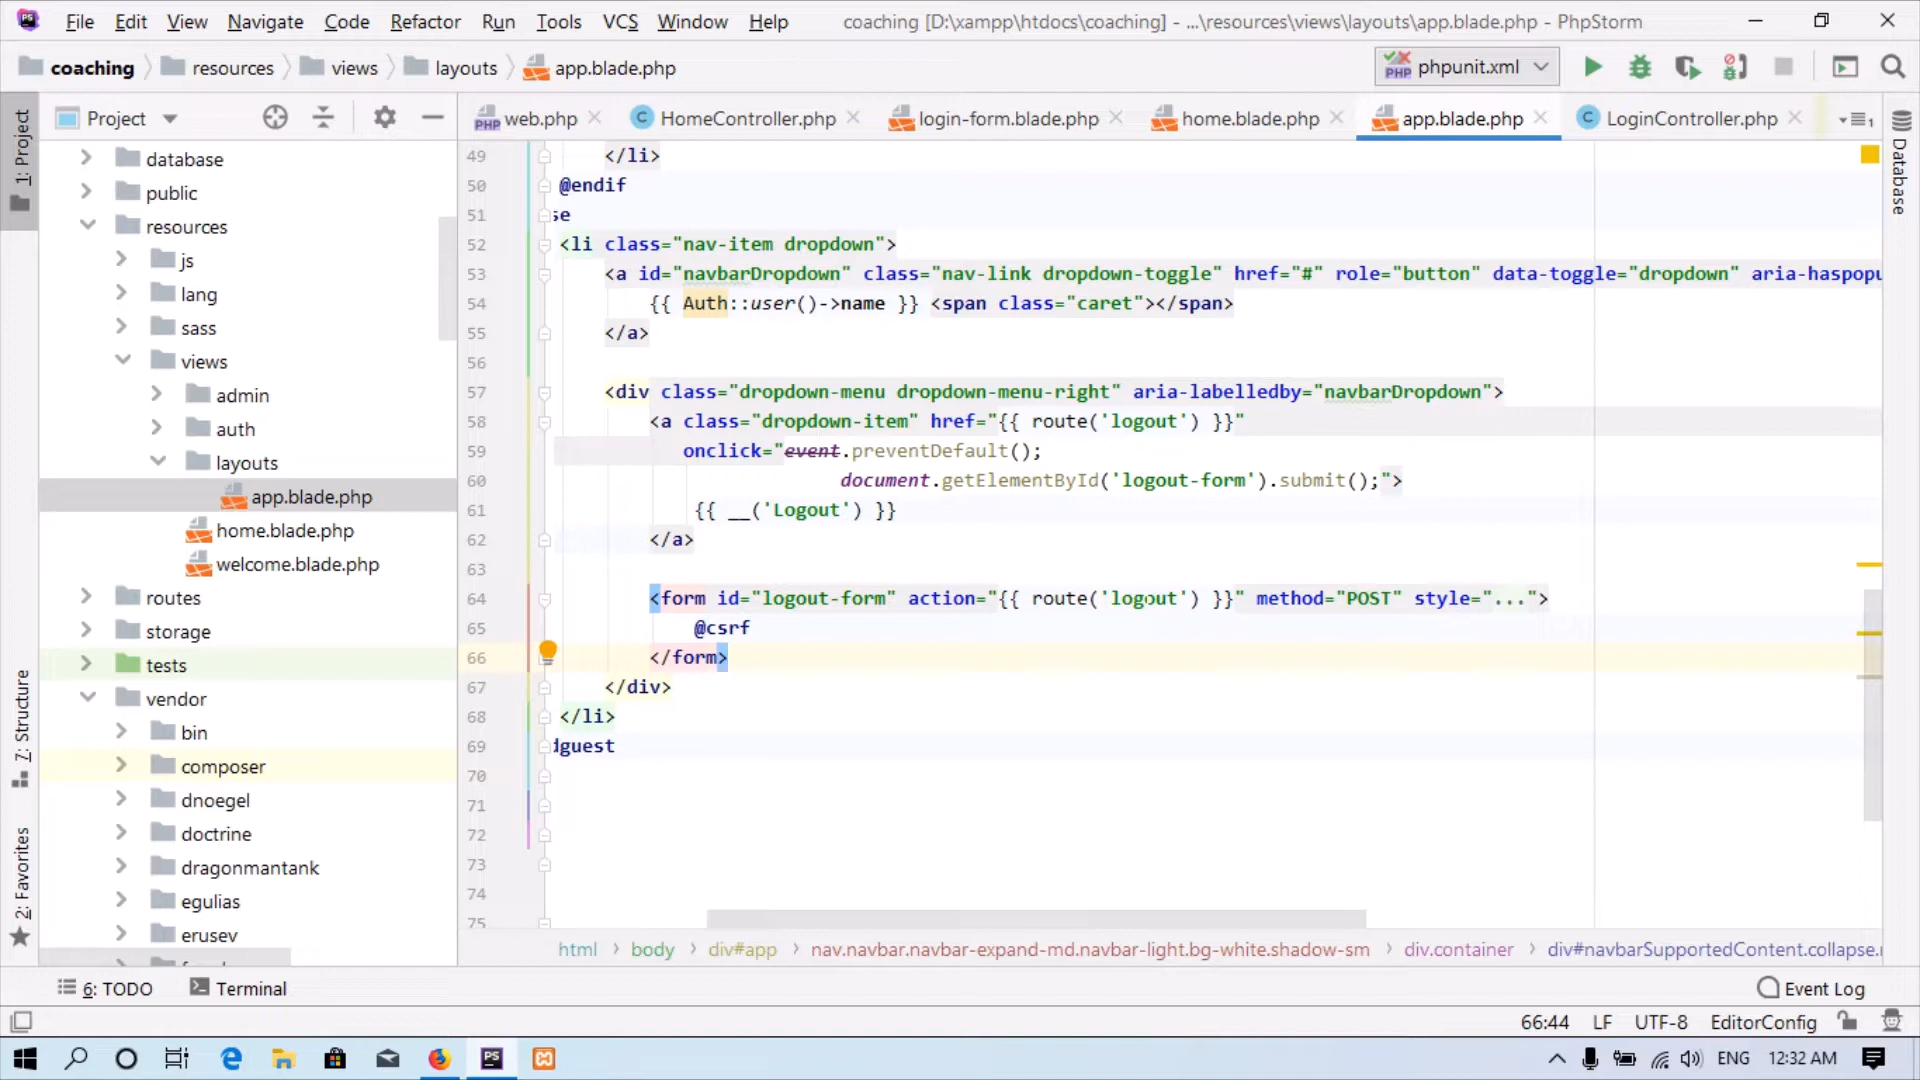 File Edit View Navigate Code Refactor Run Tools VCS Window Help coaching [D:\xampp\htdocs\coaching] - ...\resources\views\layouts\app.blade.php - PhpStorm
coaching resources views layouts app.blade.php phpunit.xml
Project web.php HomeController.php login-form.blade.php home.blade.php app.blade.php LoginController.php
1: Project
7: Structure
2: Favorites
Database
database
public
resources
js
lang
sass
views
admin
auth
layouts
app.blade.php
home.blade.php
welcome.blade.php
routes
storage
tests
vendor
bin
composer
dnoegel
doctrine
dragonmantank
egulias
erusev
49 </li>
50 @endif
51 se
52 <li class="nav-item dropdown">
53 <a id="navbarDropdown" class="nav-link dropdown-toggle" href="#" role="button" data-toggle="dropdown" aria-haspopu
54 {{ Auth::user()->name }} <span class="caret"></span>
55 </a>
56
57 <div class="dropdown-menu dropdown-menu-right" aria-labelledby="navbarDropdown">
58 <a class="dropdown-item" href="{{ route('logout') }}"
59 onclick="event.preventDefault();
60 document.getElementById('logout-form').submit();">
61 {{ __('Logout') }}
62 </a>
63
64 <form id="logout-form" action="{{ route('logout') }}" method="POST" style="...">
65 @csrf
66 </form>
67 </div>
68 </li>
69 dguest
70
71
72
73
74
75
html body div#app nav.navbar.navbar-expand-md.navbar-light.bg-white.shadow-sm div.container div#navbarSupportedContent.collapse.
6: TODO Terminal Event Log
66:44 LF UTF-8 EditorConfig
ENG 12:32 AM